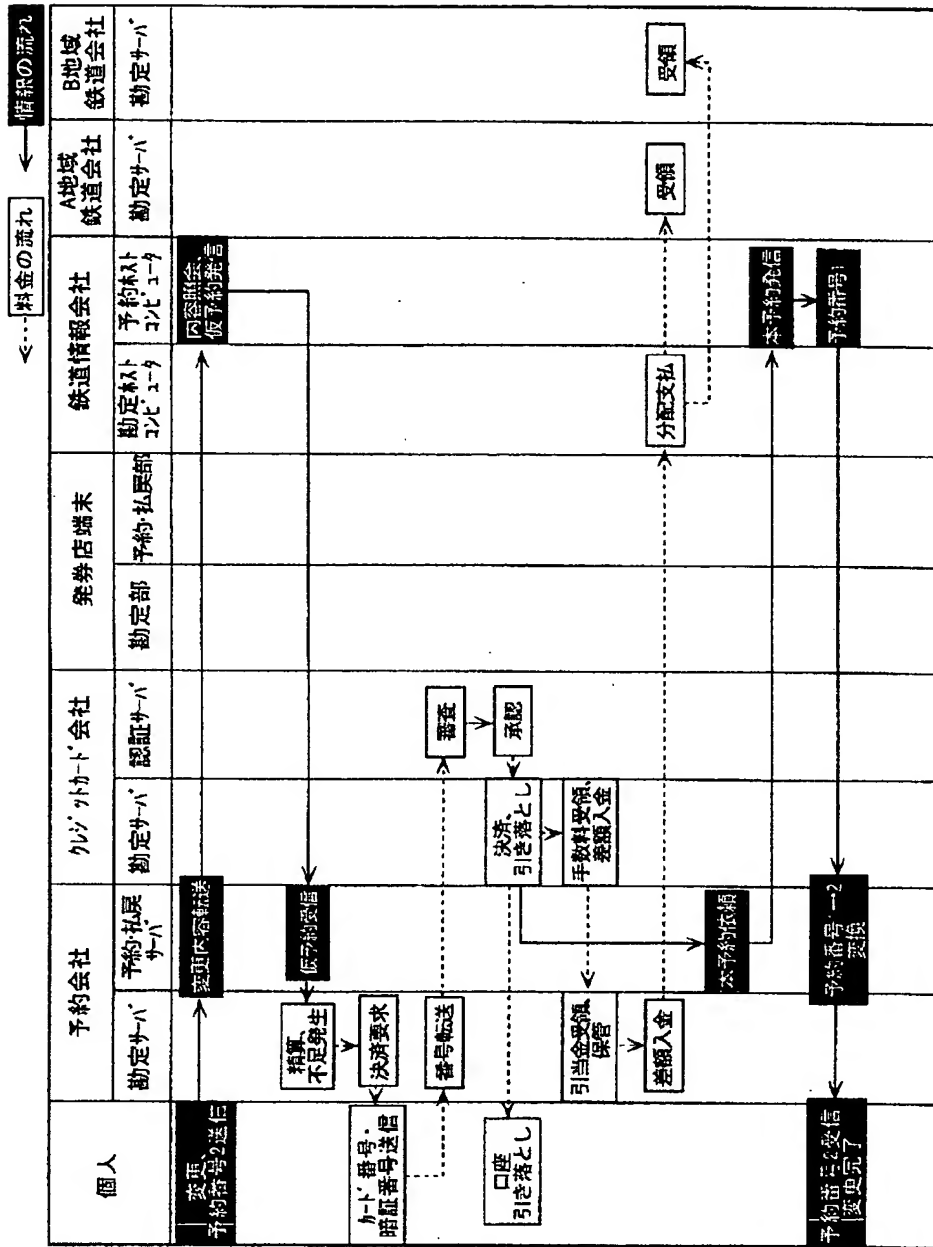 料金の流れ
情報の流れ
個人
予約会社
クレジットカード会社
発券店端末
鉄道情報会社
A地域
鉄道会社
B地域
鉄道会社
勘定サーバ
予約・払戻
サーバ
勘定サーバ
認証サーバ
勘定部
予約・払戻部
勘定ホスト
コンピュータ
予約ホスト
コンピュータ
勘定サーバ
勘定サーバ
変更、
予約番号2送信
変更内容転送
内容照会、
仮予約発言
仮予約受信
精算、
不足発生
決済要求
カード番号・
暗証番号送信
番号転送
審査
承認
決済、
引き落とし
口座
引き落とし
手数料受領、
差額入金
引当金受領、
保管
差額入金
分配支払
受領
受領
本予約依頼
本予約発信
予約番号1
予約番号1→2
変換
予約番号2受信
変更完了